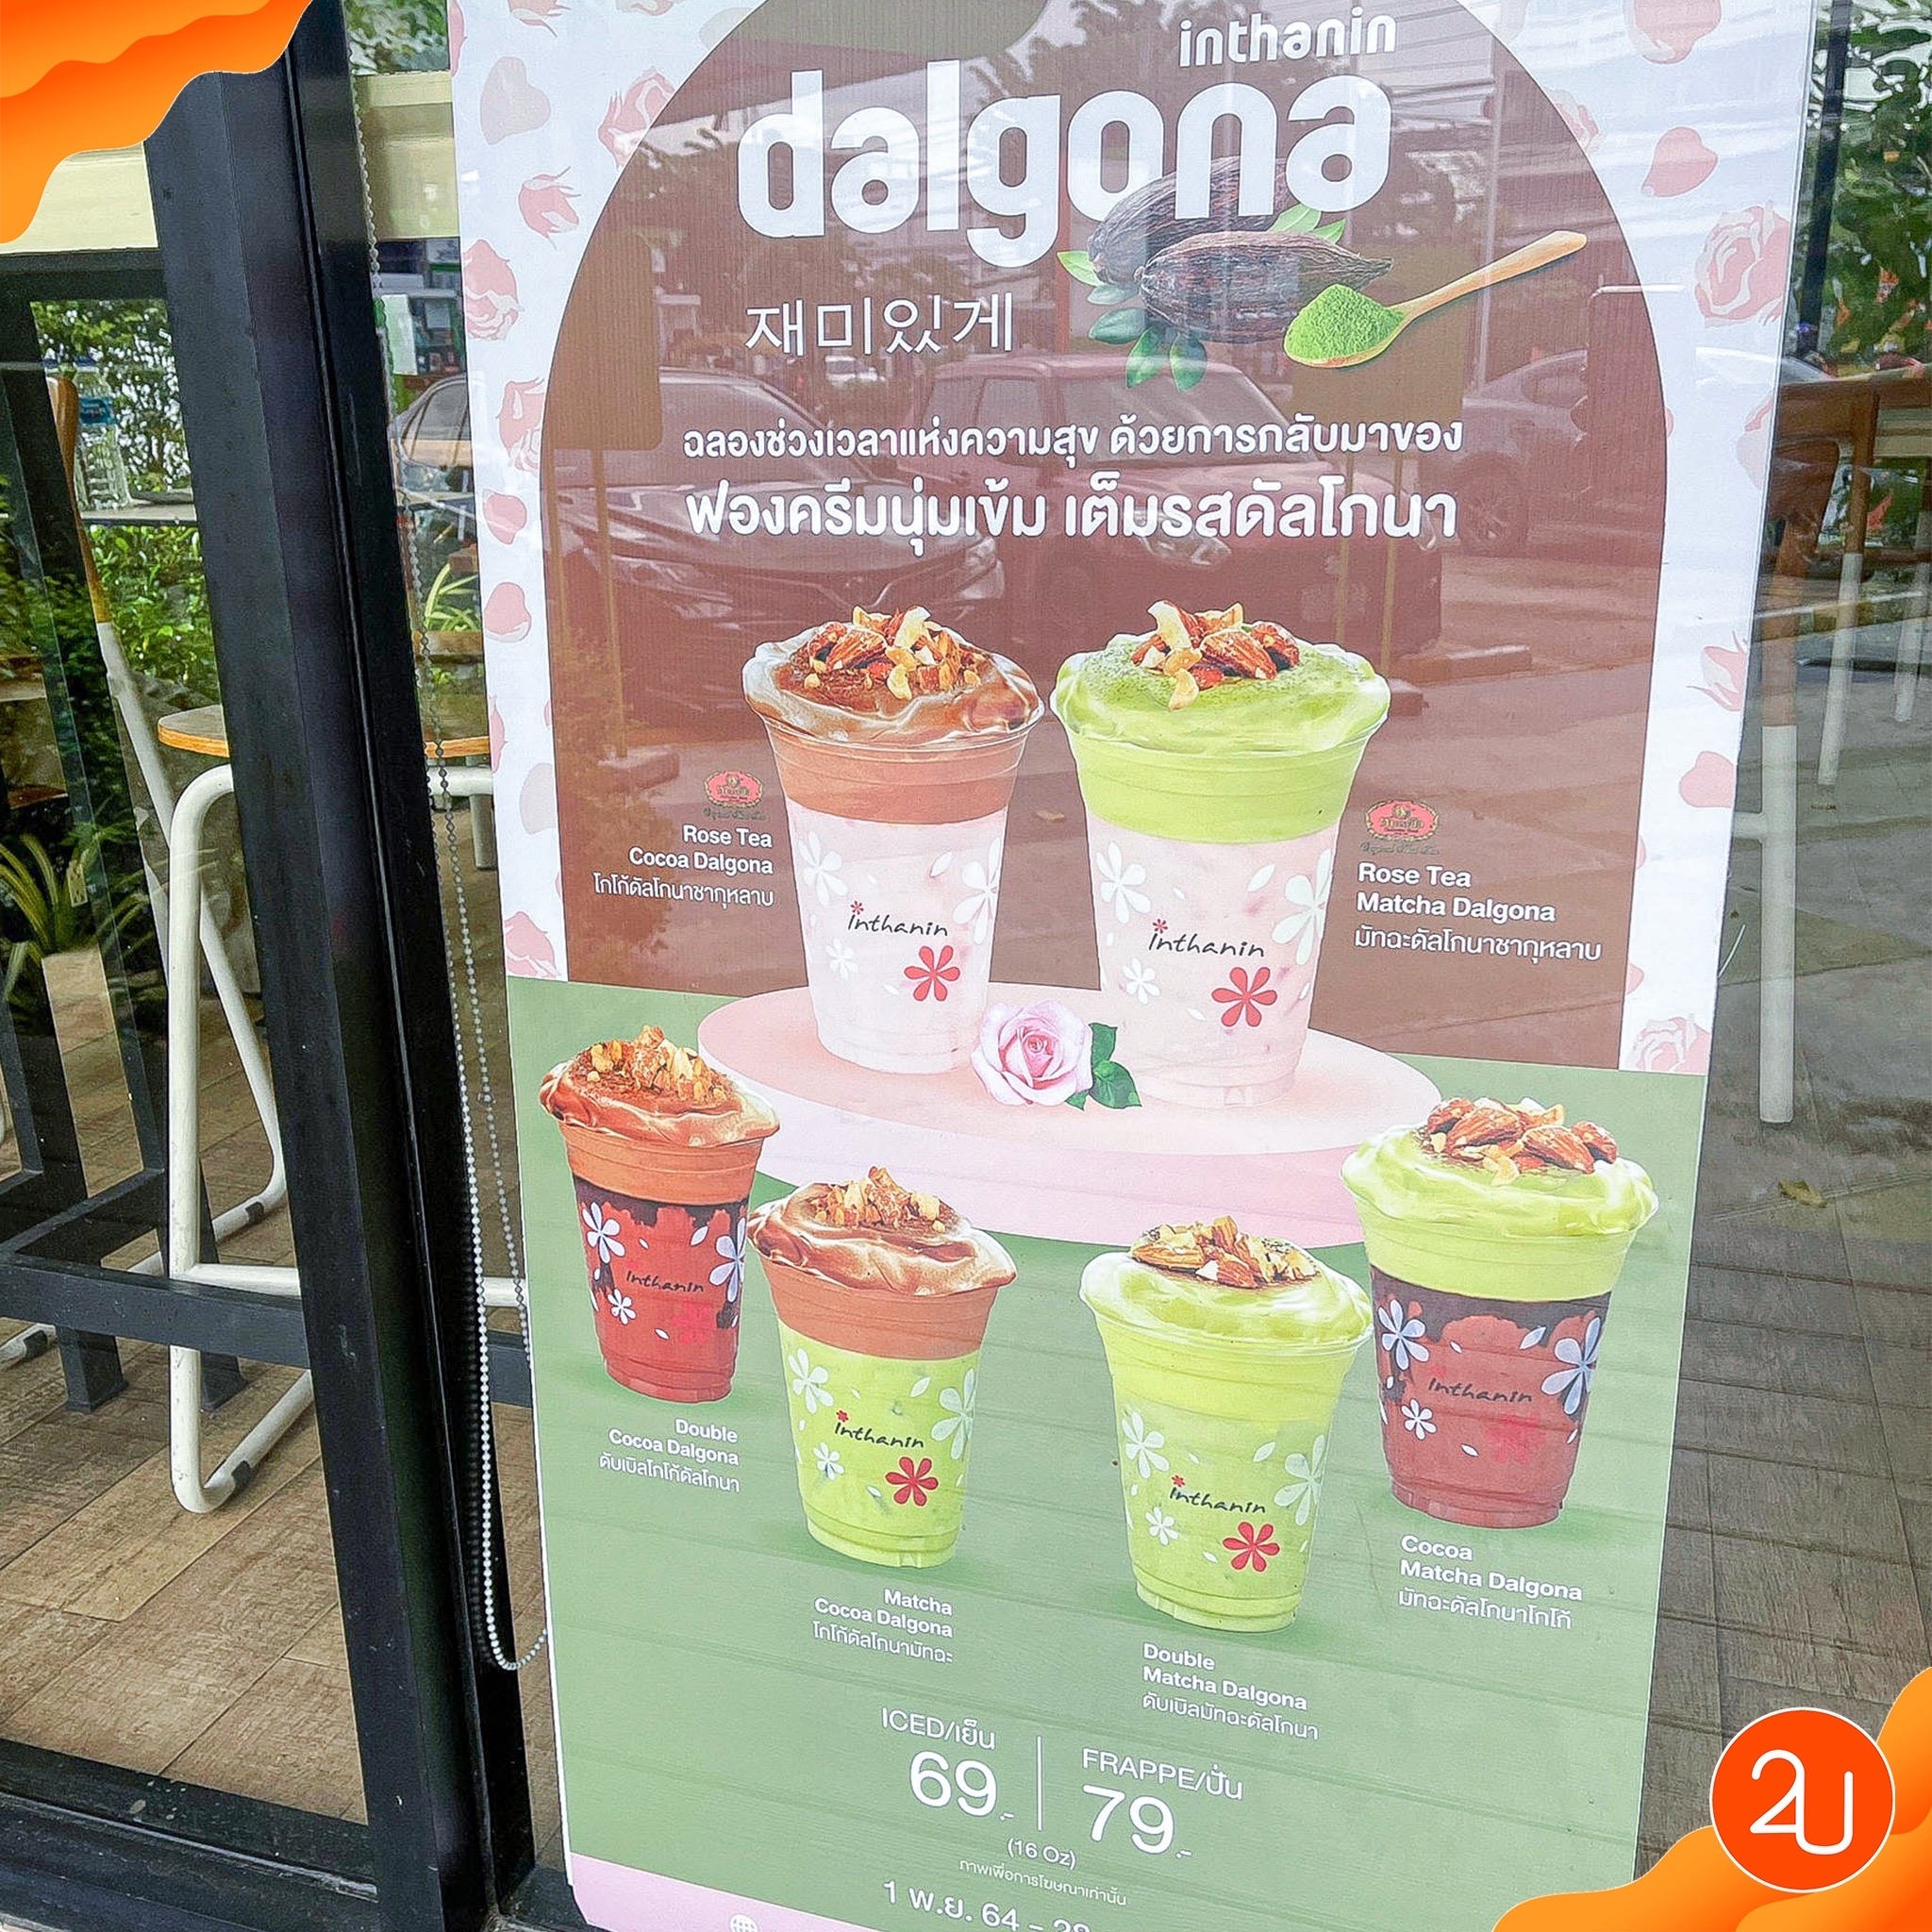 inthanin
dalgona
재미있게
ฉลองช่วงเวลาแห่งความสุข ด้วยการกลับมาของ
ฟองครีมนุ่มเข้ม เต็มรสดัลโกนา
Rose Tea
Cocoa Dalgona
โกโก้ดัลโกนาชากุหลาบ
Rose Tea
Matcha Dalgona
มัทฉะดัลโกนาชากุหลาบ
inthanin
inthanin
inthanin
inthanin
inthanin
inthanin
Double
Cocoa Dalgona
ดับเบิลโกโก้ดัลโกนา
Matcha
Cocoa Dalgona
โกโก้ดัลโกนามัทฉะ
Double
Matcha Dalgona
ดับเบิลมัทฉะดัลโกนา
Cocoa
Matcha Dalgona
มัทฉะดัลโกนาโกโก้
ICED/เย็น
69.-
FRAPPE/ปั่น
79.-
(16 Oz)
ภาพเพื่อการโฆษณาเท่านั้น
1 พ.ย. 64 -
2U